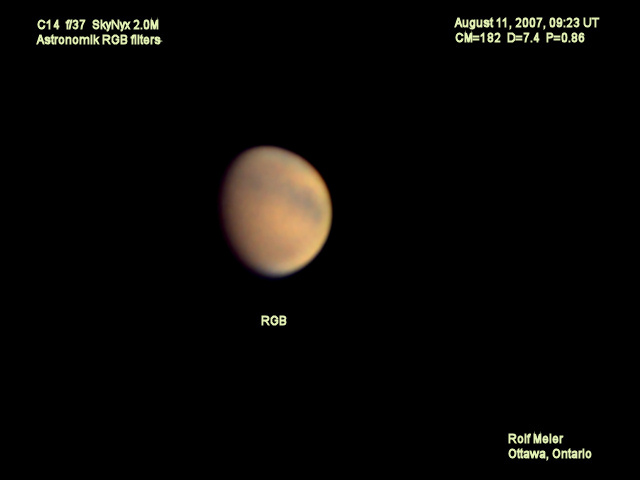 C14 f/37 SkyNyx 2.0M
Astronomik RGB filters
August 11, 2007, 09:23 UT
CM=182 D=7.4 P=0.86
RGB
Rolf Meier
Ottawa, Ontario